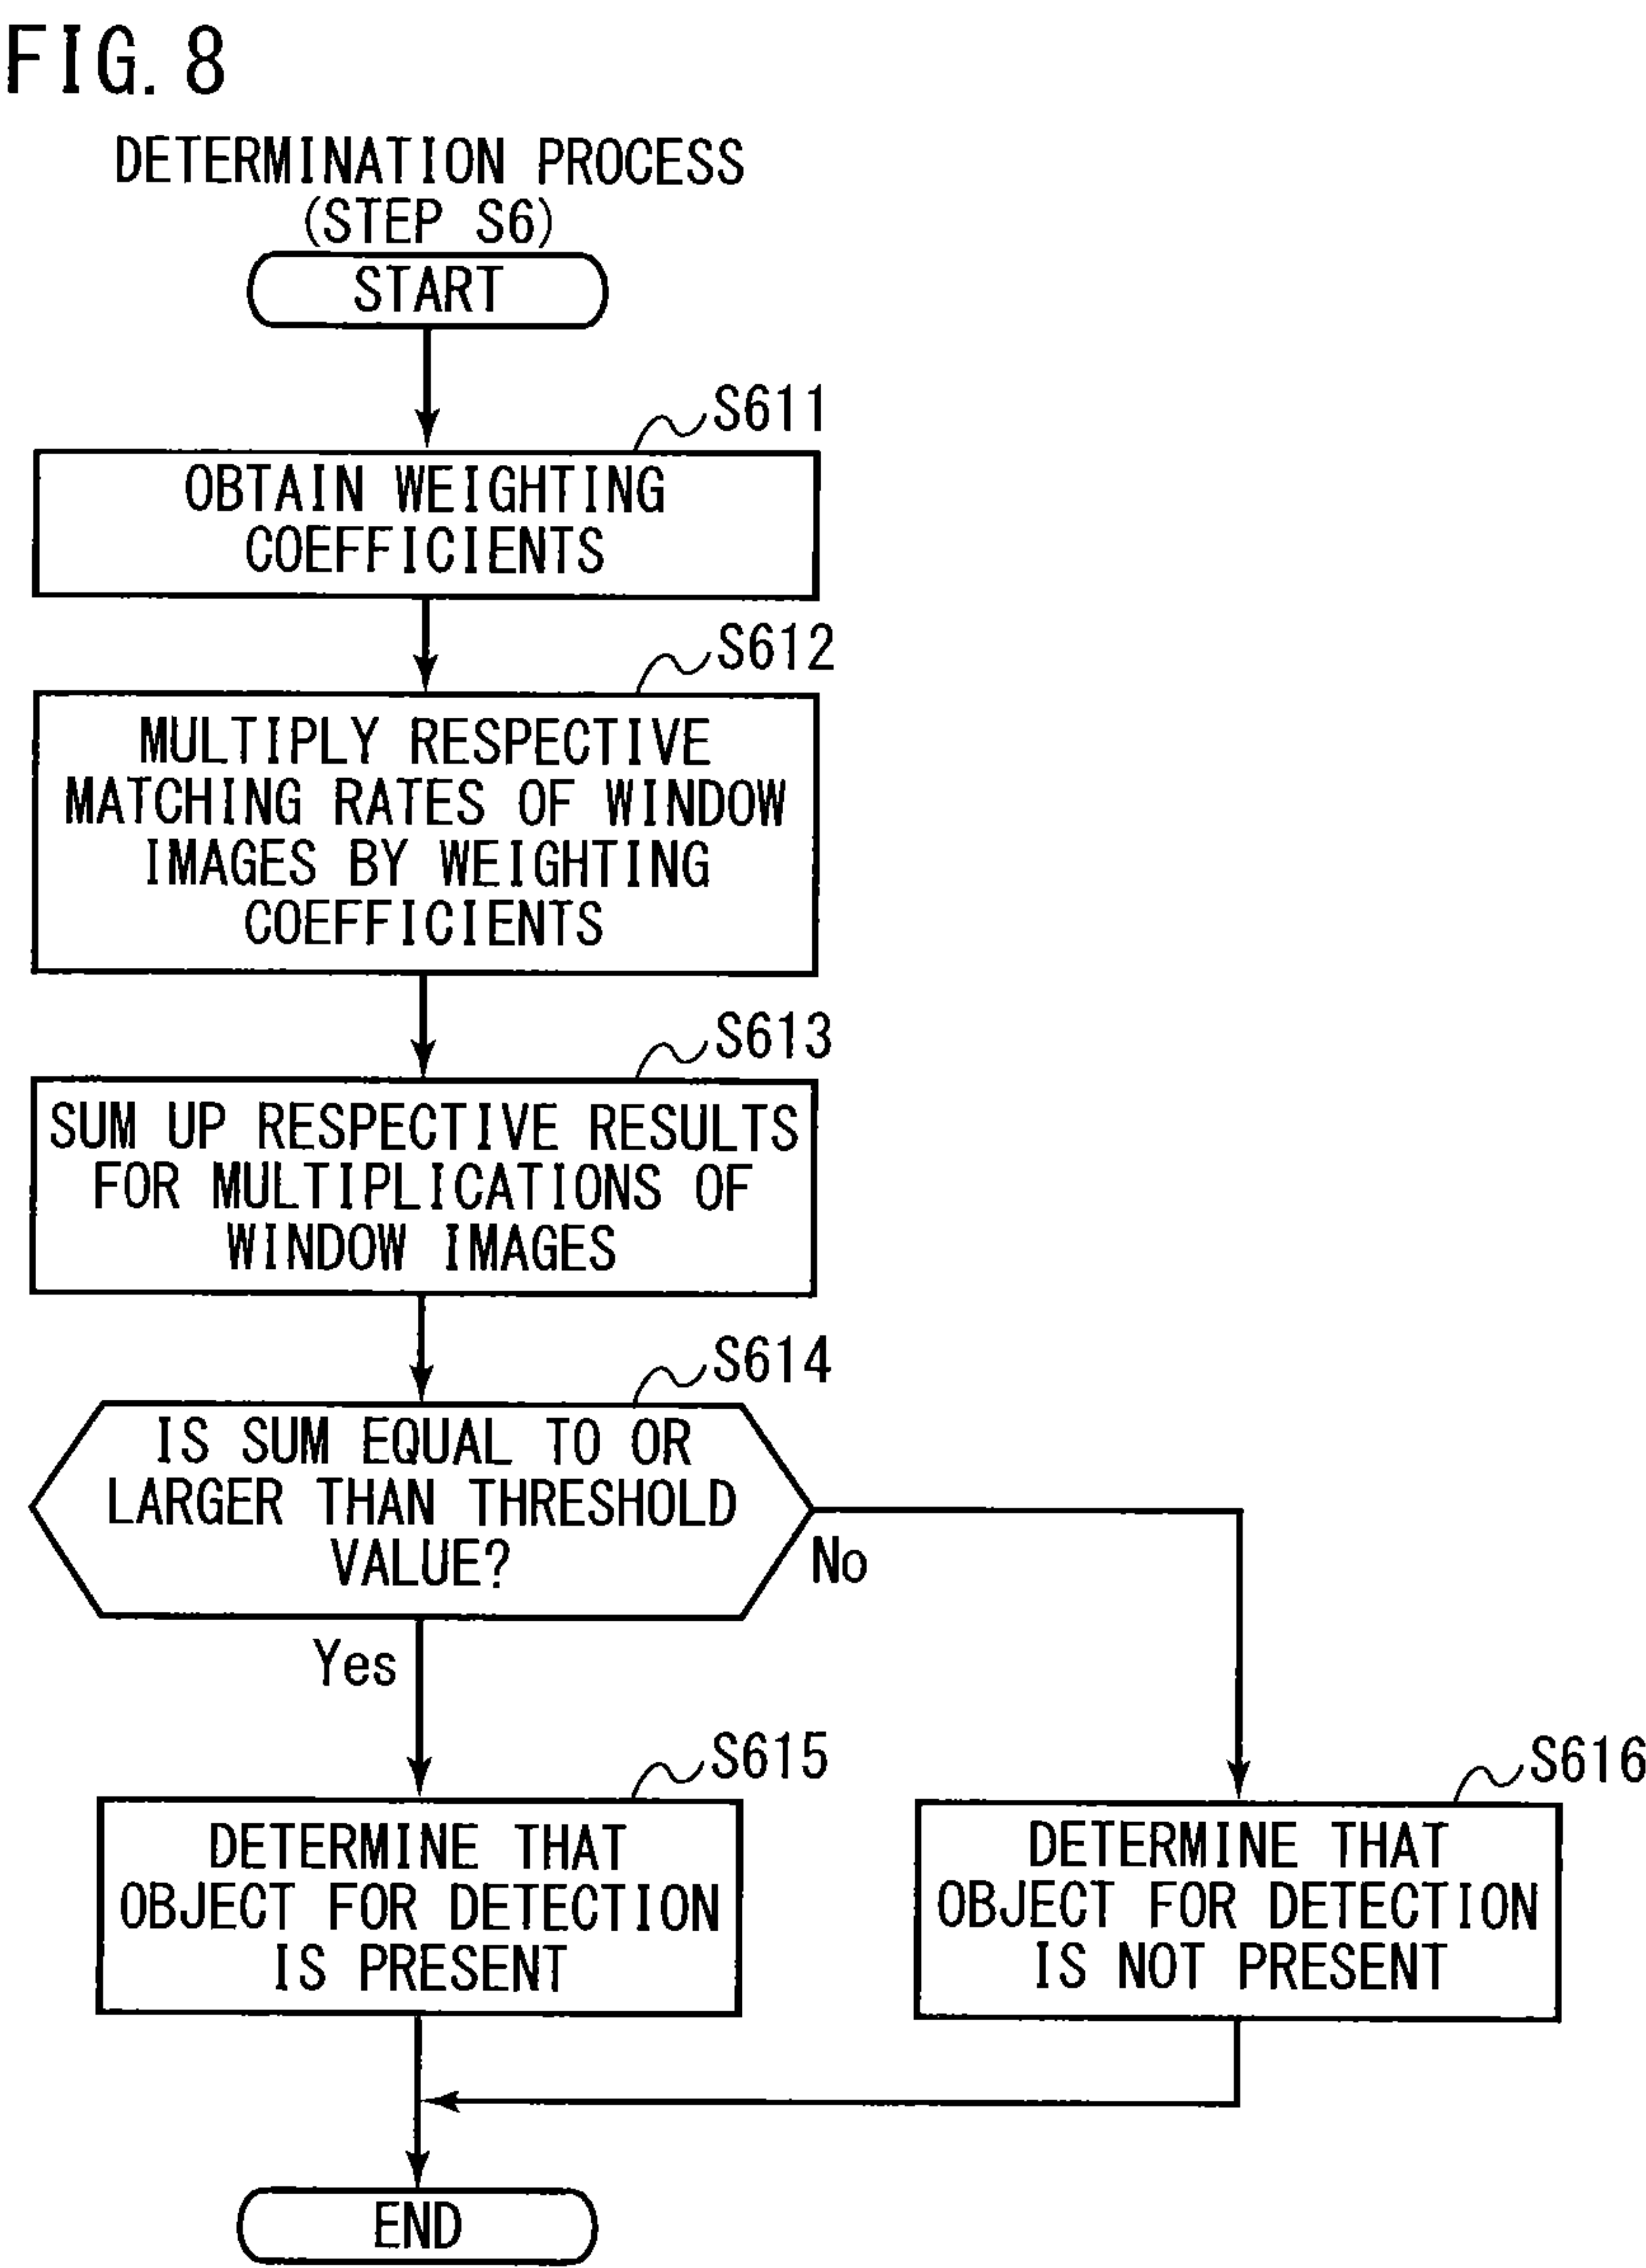 FIG. 8
DETERMINATION PROCESS
(STEP S6)
START
S611
OBTAIN WEIGHTING
COEFFICIENTS
S612
MULTIPLY RESPECTIVE
MATCHING RATES OF WINDOW
IMAGES BY WEIGHTING
COEFFICIENTS
S613
SUM UP RESPECTIVE RESULTS
FOR MULTIPLICATIONS OF
WINDOW IMAGES
S614
IS SUM EQUAL TO OR
LARGER THAN THRESHOLD
VALUE?
No
Yes
S615
DETERMINE THAT
OBJECT FOR DETECTION
IS PRESENT
S616
DETERMINE THAT
OBJECT FOR DETECTION
IS NOT PRESENT
END